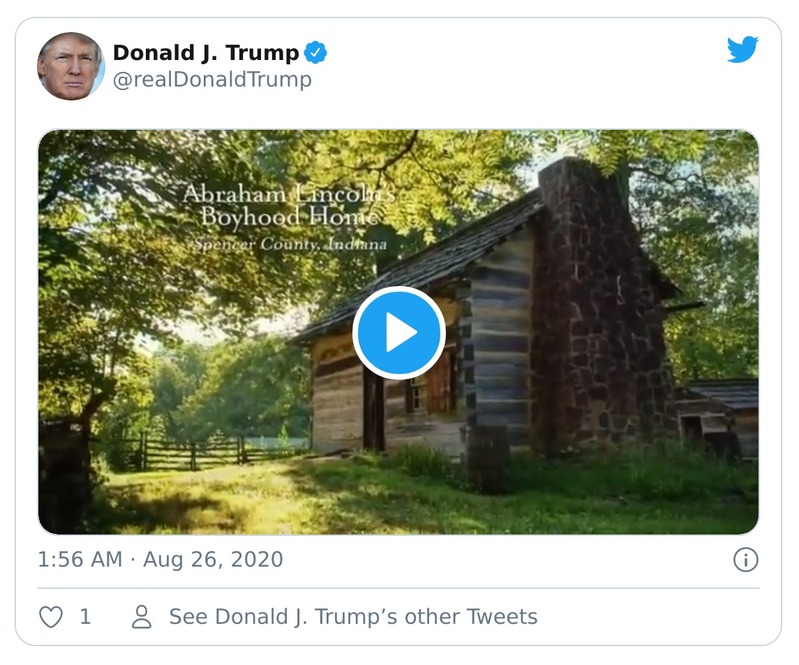 Donald J. Trump
@realDonaldTrump
Abraham Lincoln's
Boyhood Home
Spencer County, Indiana
1:56 AM · Aug 26, 2020
1
See Donald J. Trump’s other Tweets